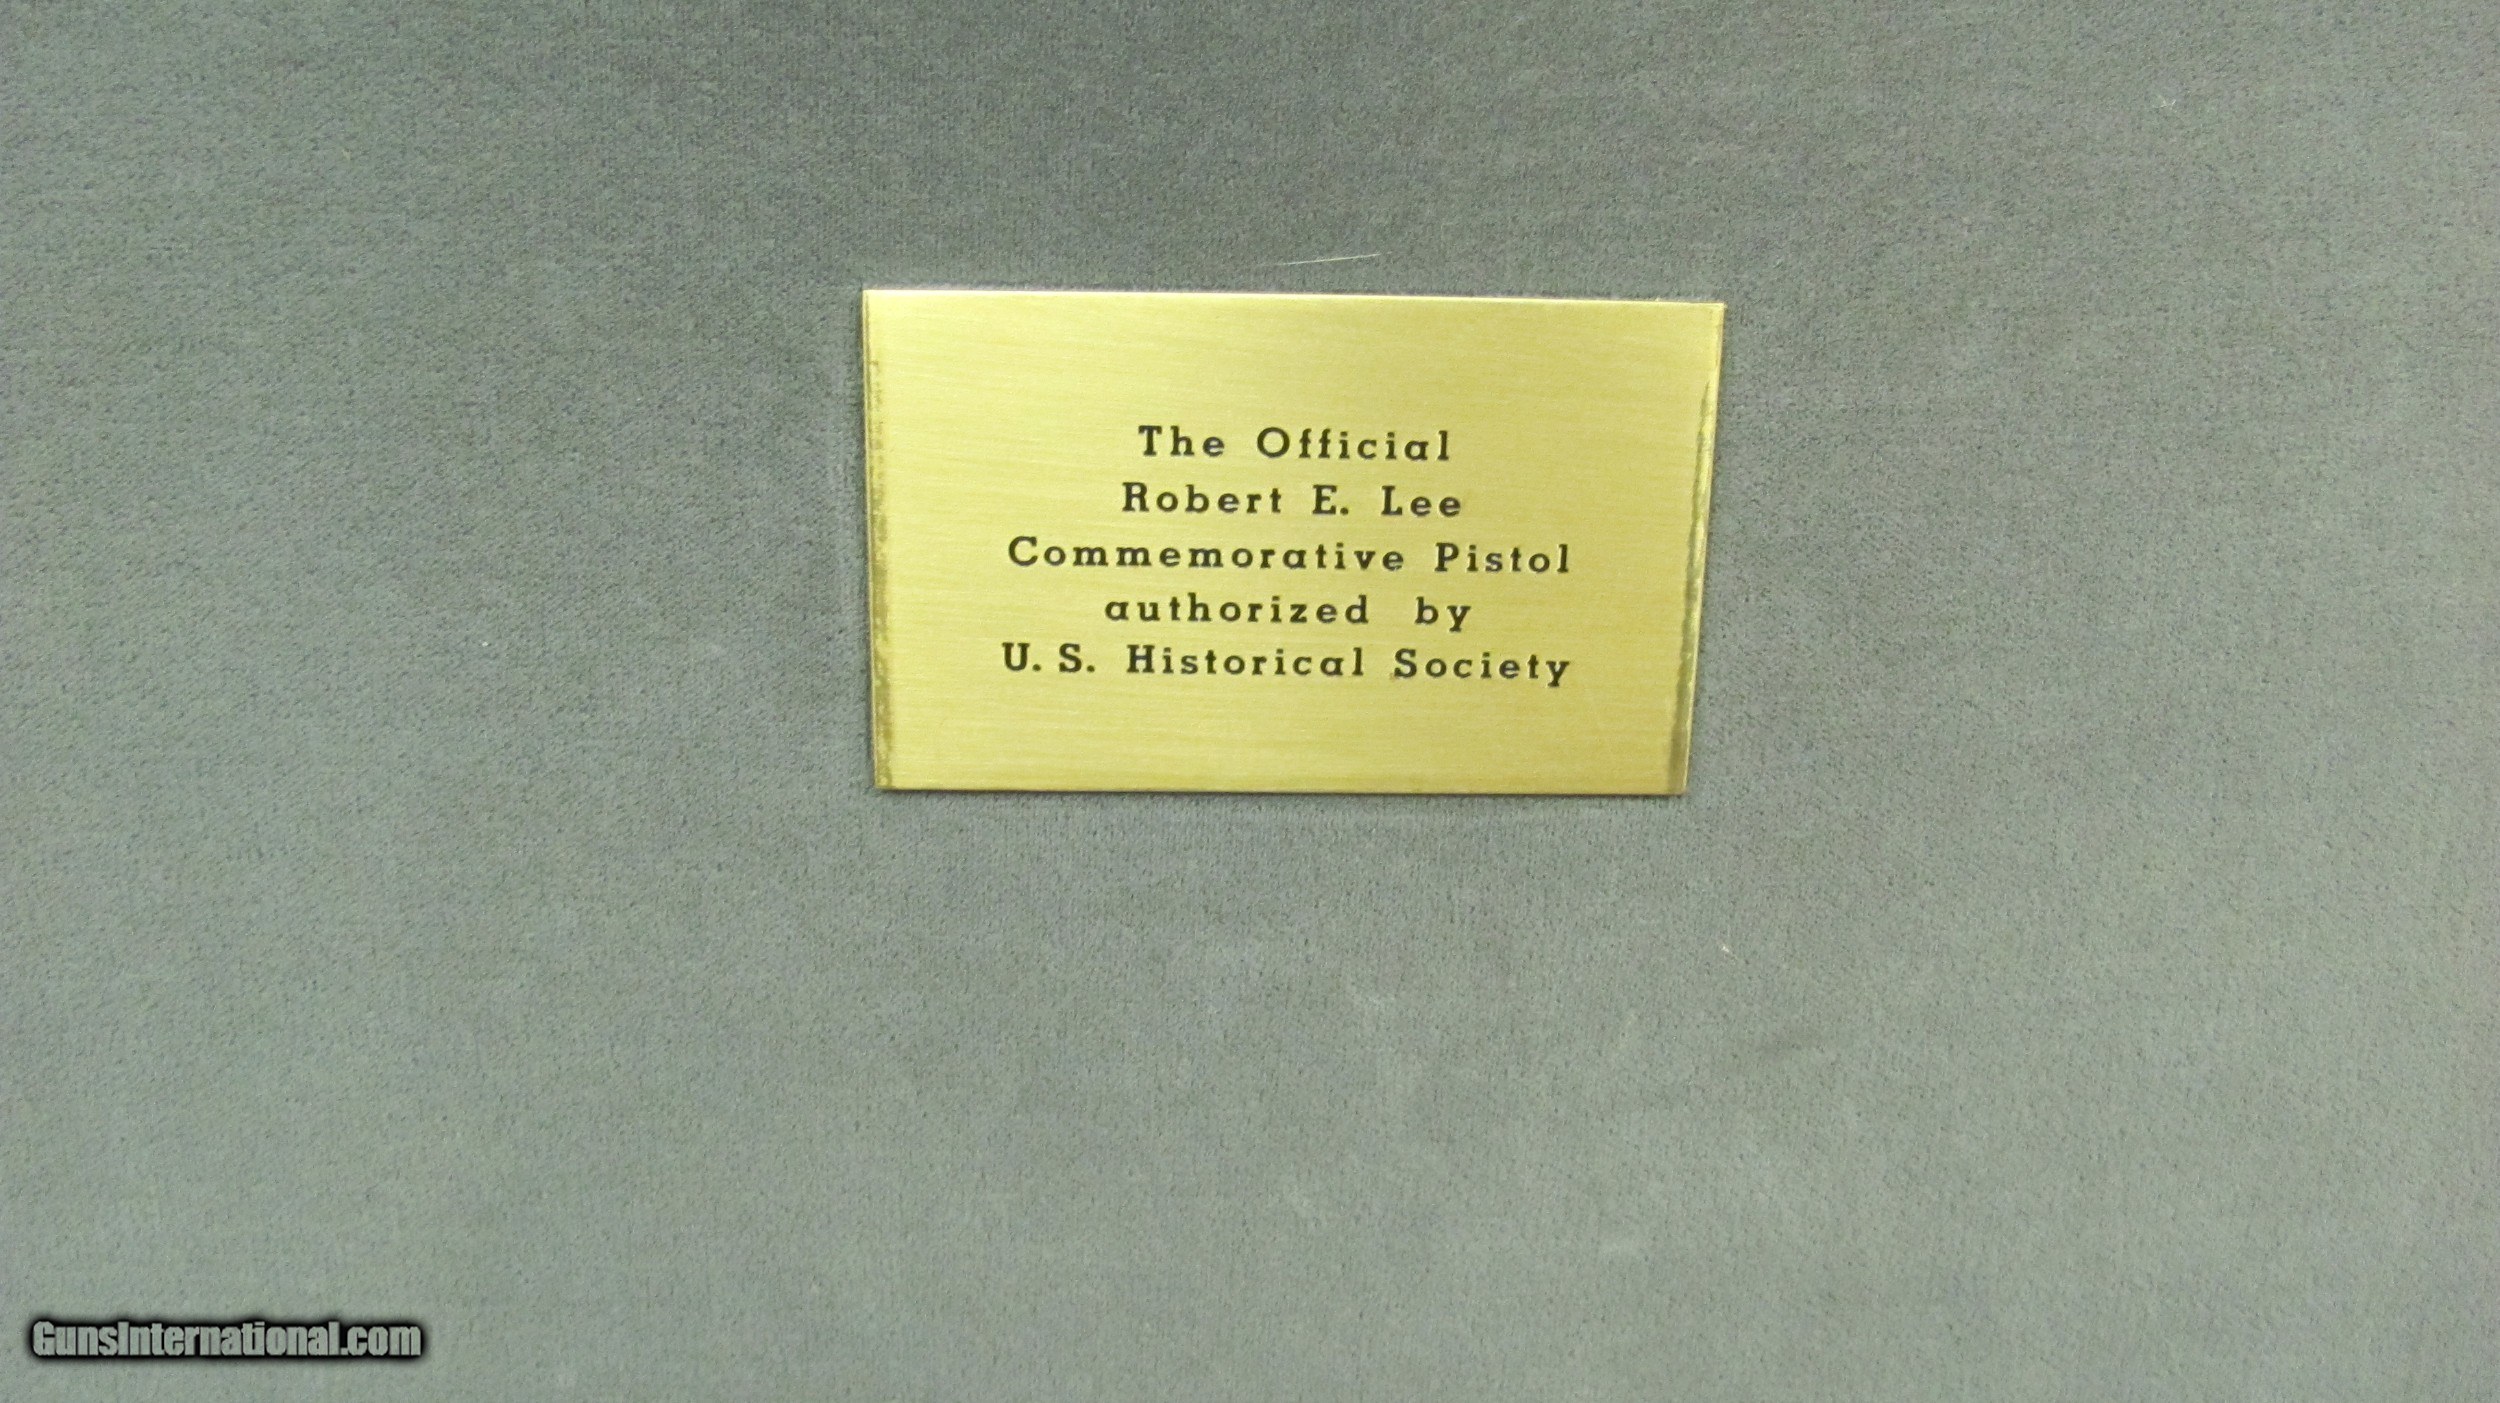 The Official
Robert E. Lee
Commemorative Pistol
authorized by
U. S. Historical Society
GunsInternational.com